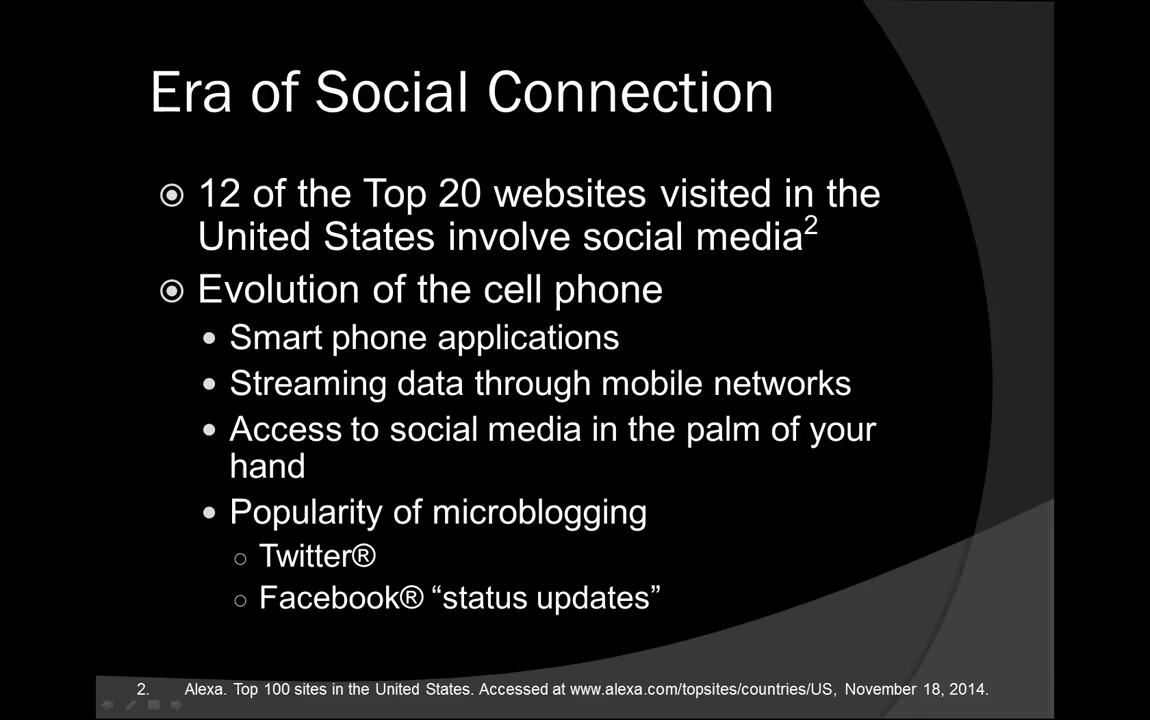 Era of Social Connection
12 of the Top 20 websites visited in the
United States involve social media2
Evolution of the cell phone
Smart phone applications
Streaming data through mobile networks
Access to social media in the palm of your
hand
Popularity of microblogging
Twitter®
Facebook® “status updates”
2. Alexa. Top 100 sites in the United States. Accessed at www.alexa.com/topsites/countries/US, November 18, 2014.